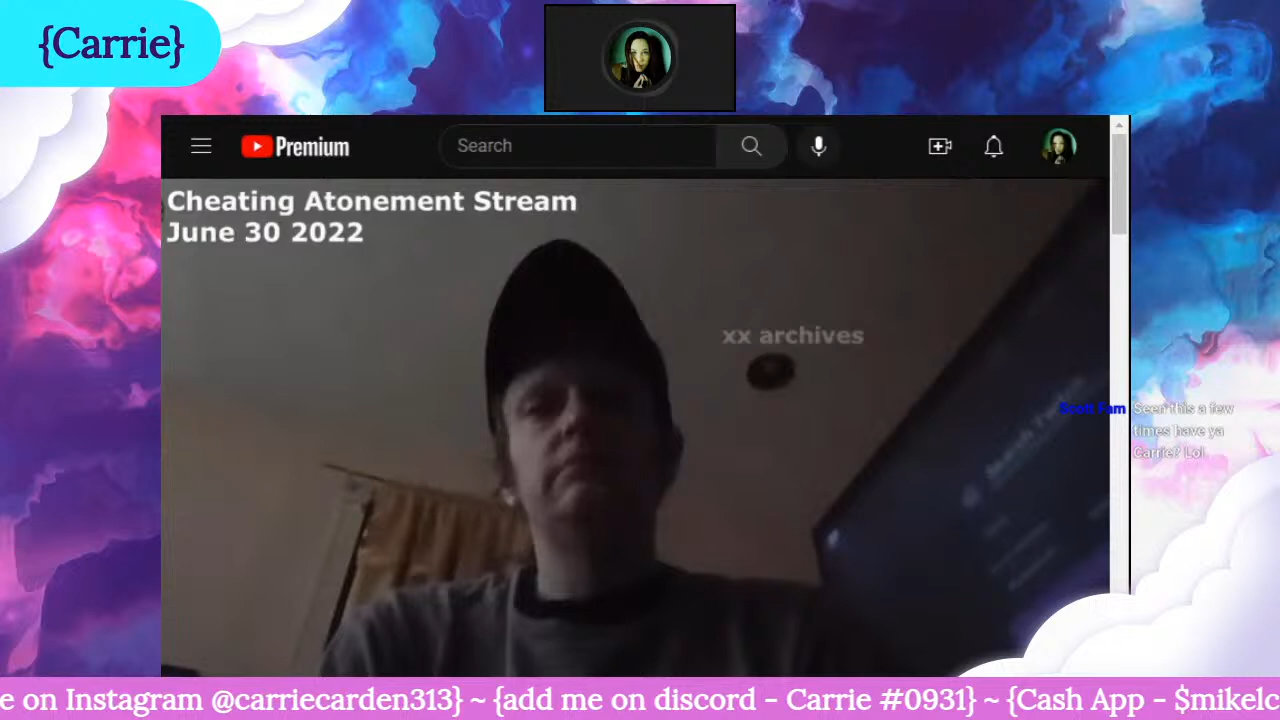 {Carrie}
Premium
Search
Cheating Atonement Stream
June 30 2022
xx archives
Scott Fam Seen this a few
times have ya
Carrie? Lol
e on Instagram @carriecarden313} ~ {add me on discord - Carrie #0931} ~ {Cash App - $mikelc